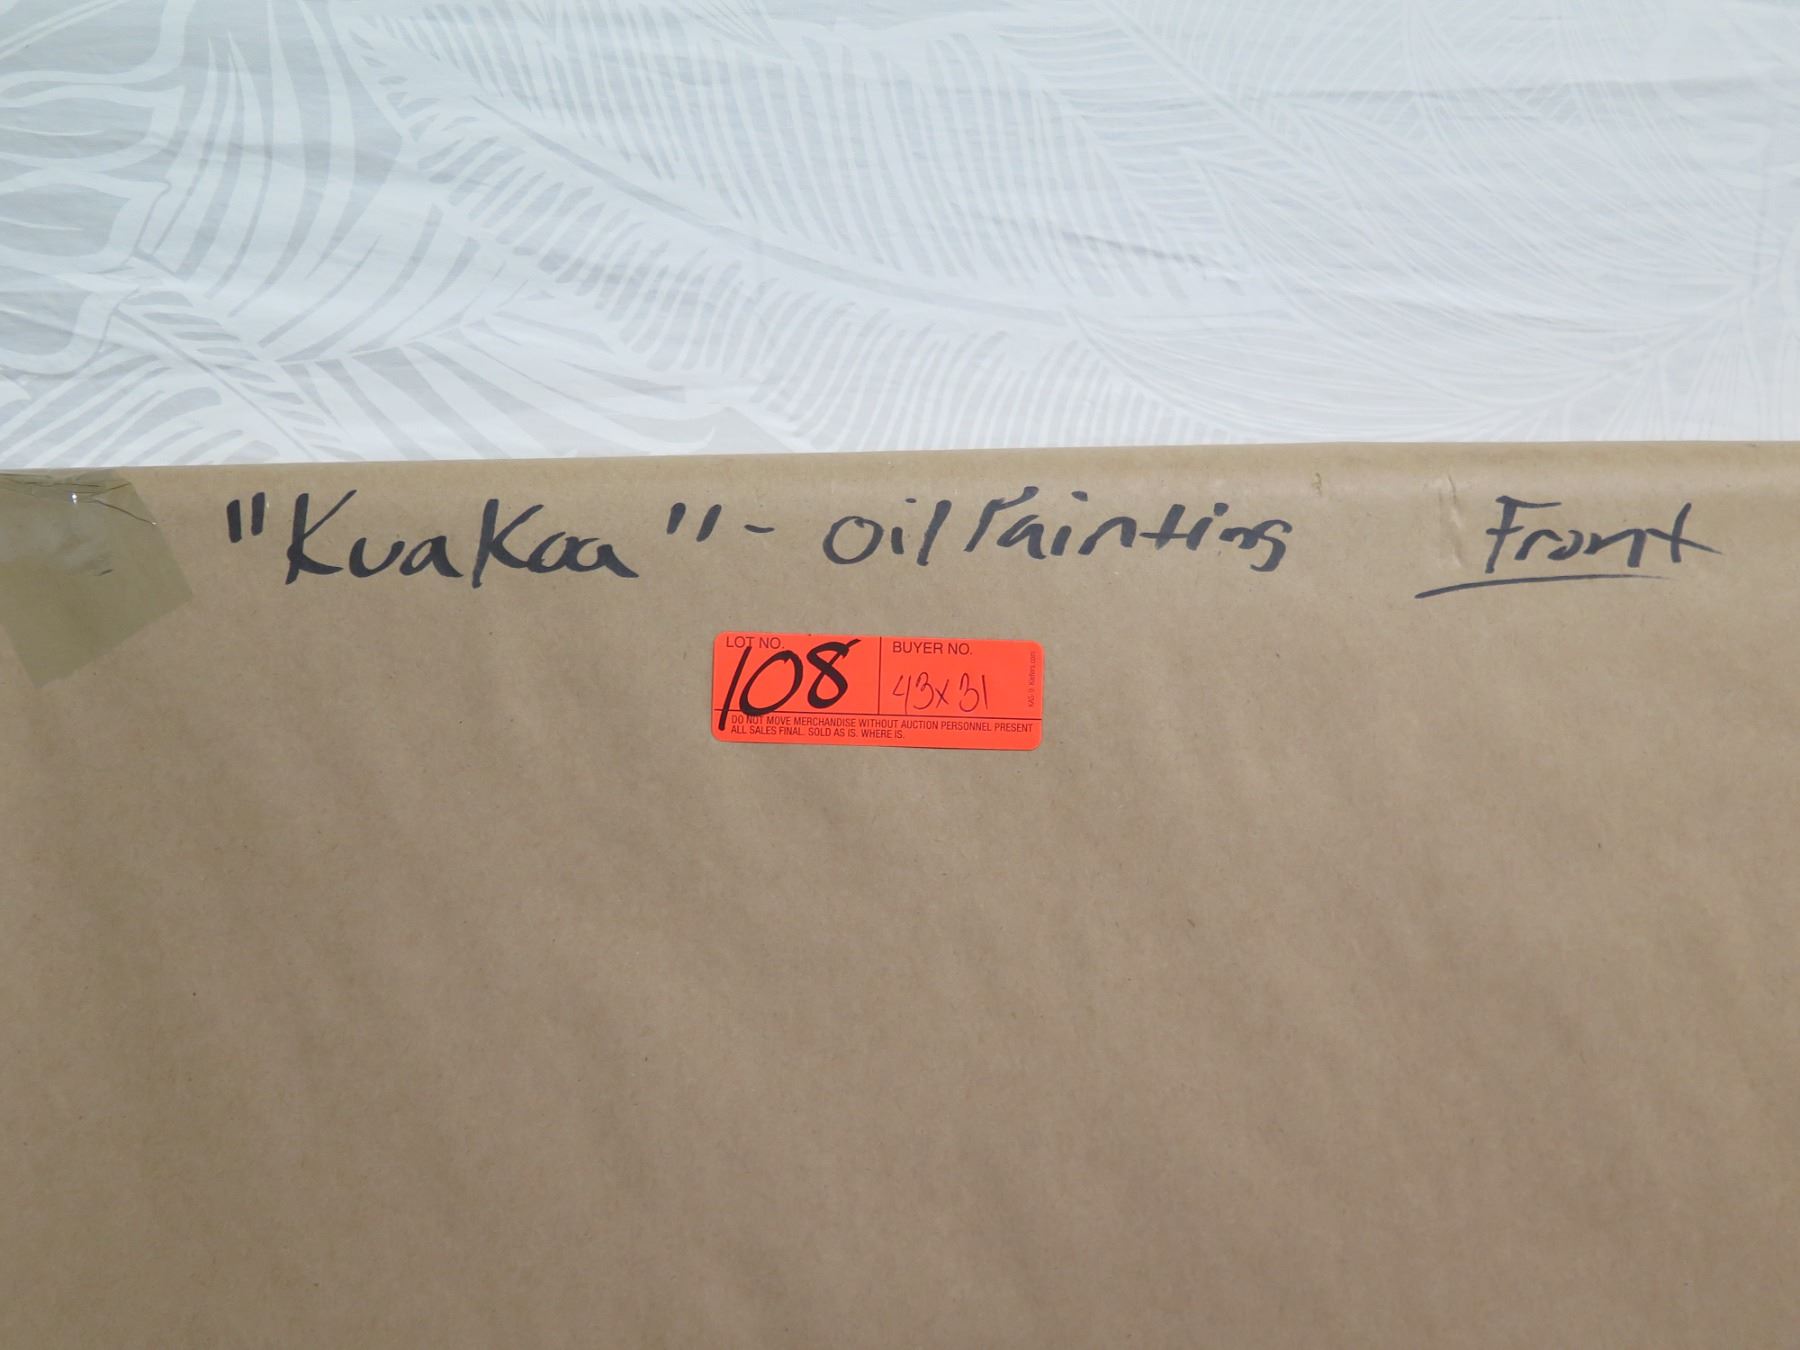 "KuaKoa" - Oil Painting Front
LOT NO. BUYER NO.
108 43x31
DO NOT MOVE MERCHANDISE WITHOUT AUCTION PERSONNEL PRESENT
ALL SALES FINAL. SOLD AS IS. WHERE IS.